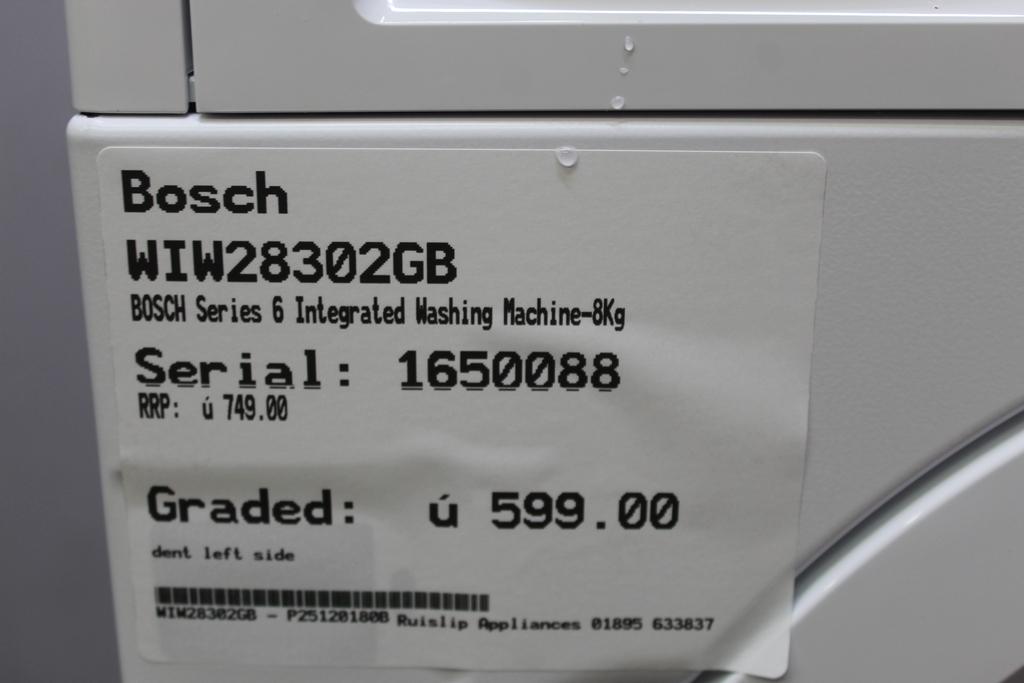 Bosch
WIW28302GB
BOSCH Series 6 Integrated Washing Machine-8Kg
Serial: 1650088
RRP: ú 749.00
Graded: ú 599.00
dent left side
WIW28302GB - P25120180B Ruislip Appliances 01895 633837